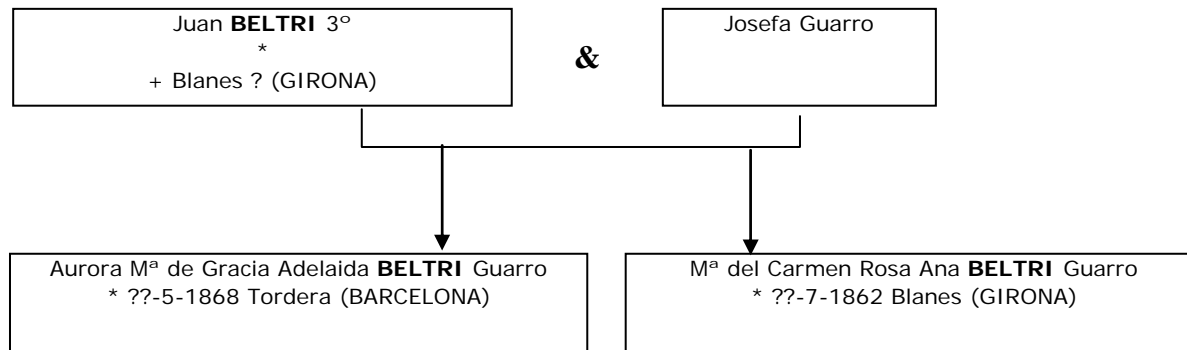 Juan BELTRI 3º
*
+ Blanes ? (GIRONA)
&
Josefa Guarro
Aurora Mª de Gracia Adelaida BELTRI Guarro
* ??-5-1868 Tordera (BARCELONA)
Mª del Carmen Rosa Ana BELTRI Guarro
* ??-7-1862 Blanes (GIRONA)